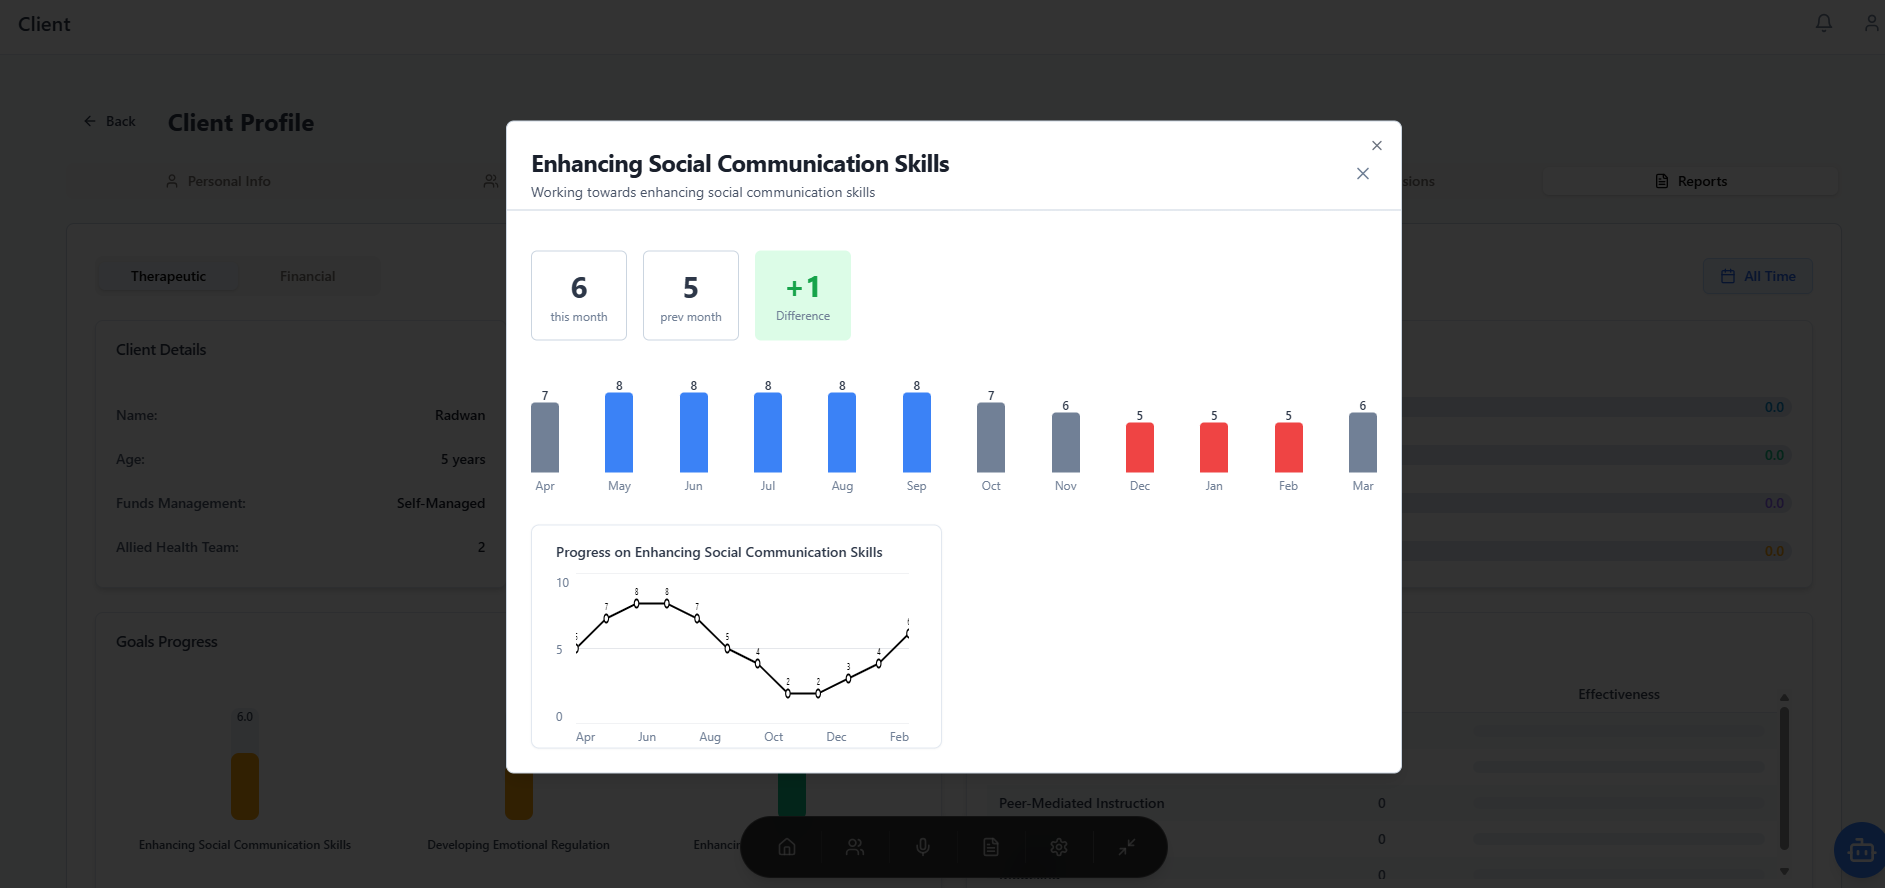 Client
Back
Client Profile
Personal Info
sions
Reports
Therapeutic
Financial
All Time
Client Details
Name:
Radwan
Age:
5 years
Funds Management:
Self-Managed
Allied Health Team:
2
0.0
0.0
0.0
0.0
Enhancing Social Communication Skills
Working towards enhancing social communication skills
6
this month
5
prev month
+1
Difference
7 8 8 8 8 8 7 6 5 5 5 6
Apr May Jun Jul Aug Sep Oct Nov Dec Jan Feb Mar
Progress on Enhancing Social Communication Skills
10
5
0
7 8 8 7 5 4 2 2 3 4
Apr Jun Aug Oct Dec Feb
Goals Progress
6.0
Enhancing Social Communication Skills
Developing Emotional Regulation
Enhancin
Effectiveness
Peer-Mediated Instruction
0
0
0